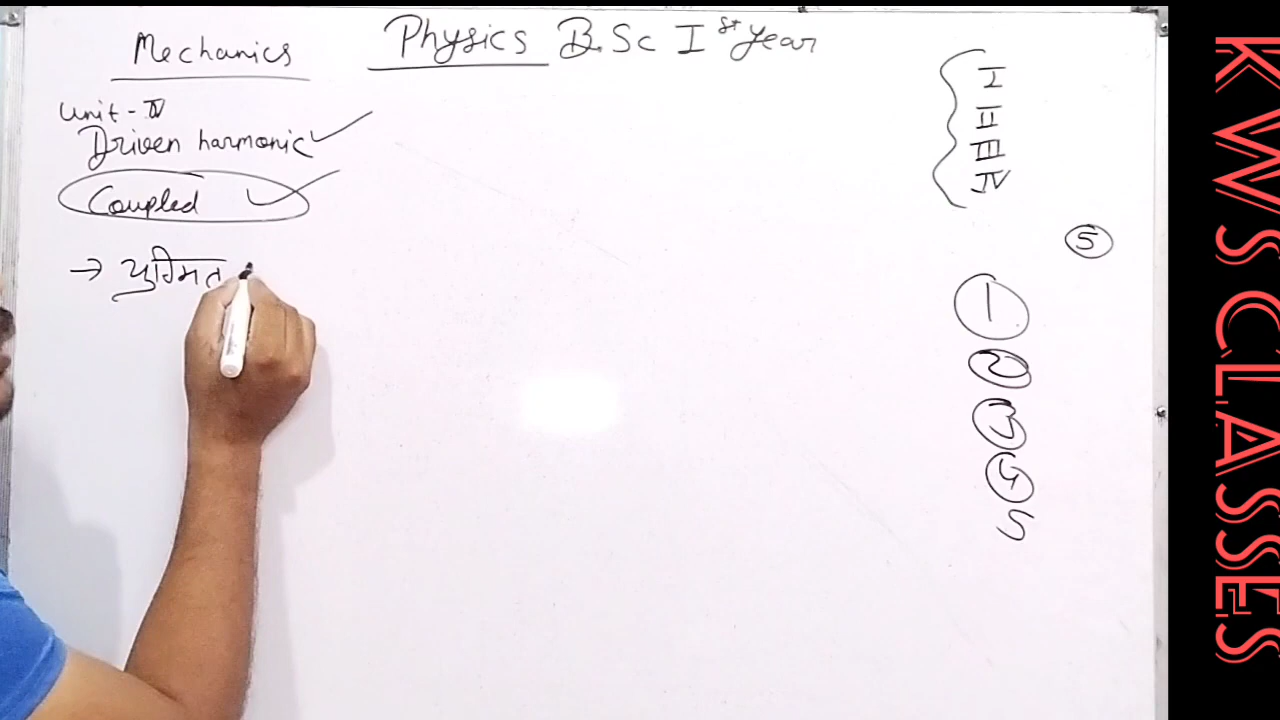 Physics B.Sc I st Year
Mechanics
Unit - IV
Driven harmonic
Coupled
→ युग्मित
I
II
III
IV
5
1
2
3
4
5
KWS CLASSES